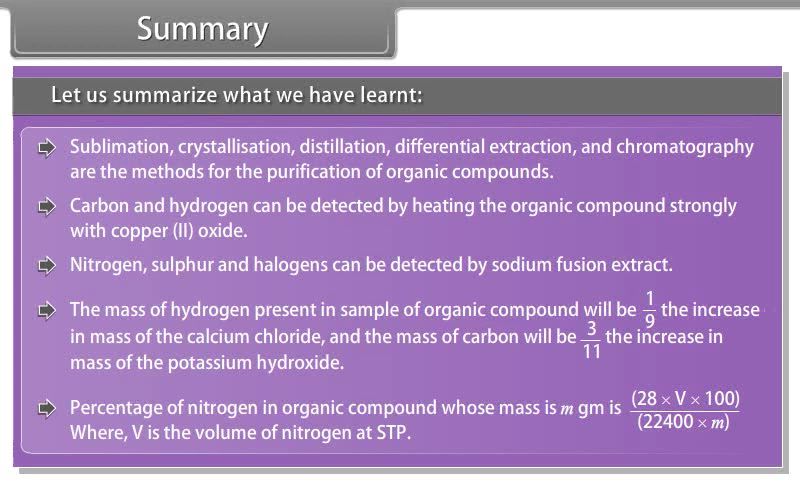 Summary
Let us summarize what we have learnt:
Sublimation, crystallisation, distillation, differential extraction, and chromatography
are the methods for the purification of organic compounds.
Carbon and hydrogen can be detected by heating the organic compound strongly
with copper (II) oxide.
Nitrogen, sulphur and halogens can be detected by sodium fusion extract.
The mass of hydrogen present in sample of organic compound will be 1/9 the increase
in mass of the calcium chloride, and the mass of carbon will be 3/11 the increase in
mass of the potassium hydroxide.
Percentage of nitrogen in organic compound whose mass is m gm is (28 × V × 100)/(22400 × m)
Where, V is the volume of nitrogen at STP.